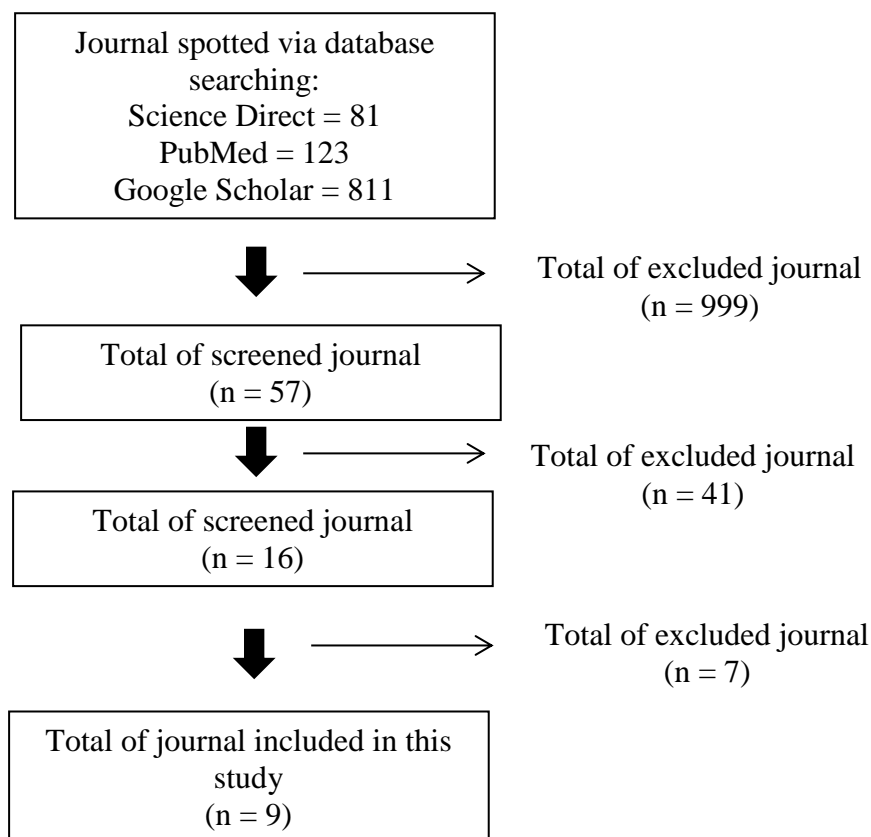 Journal spotted via database
searching:
Science Direct = 81
PubMed = 123
Google Scholar = 811
Total of excluded journal
(n = 999)
Total of screened journal
(n = 57)
Total of excluded journal
(n = 41)
Total of screened journal
(n = 16)
Total of excluded journal
(n = 7)
Total of journal included in this
study
(n = 9)